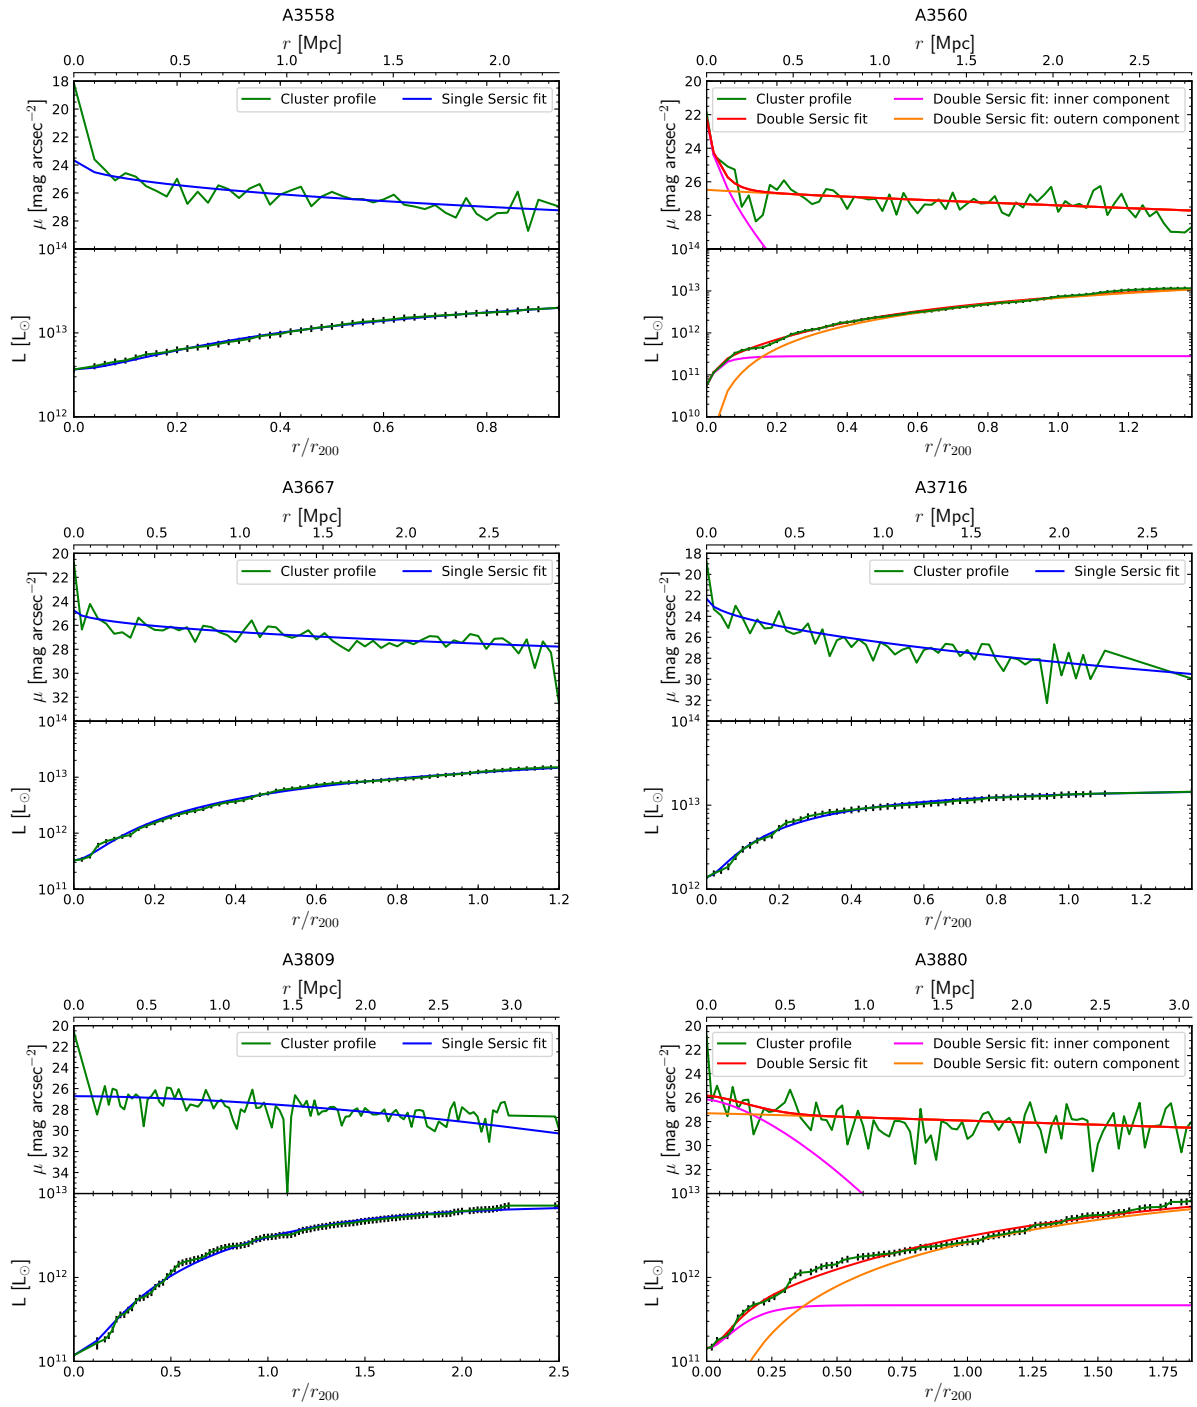 A3558
r [Mpc]
0.0 0.5 1.0 1.5 2.0
18
20
22
24
26
28
μ [mag arcsec⁻²]
Cluster profile Single Sersic fit
10¹⁴
10¹³
10¹²
L [L☉]
0.0 0.2 0.4 0.6 0.8
r/r₂₀₀
A3560
r [Mpc]
0.0 0.5 1.0 1.5 2.0 2.5
20
22
24
26
28
μ [mag arcsec⁻²]
Cluster profile Double Sersic fit: inner component
Double Sersic fit Double Sersic fit: outern component
10¹⁴
10¹³
10¹²
10¹¹
10¹⁰
L [L☉]
0.0 0.2 0.4 0.6 0.8 1.0 1.2
r/r₂₀₀
A3667
r [Mpc]
0.0 0.5 1.0 1.5 2.0 2.5
20
22
24
26
28
30
32
μ [mag arcsec⁻²]
Cluster profile Single Sersic fit
10¹⁴
10¹³
10¹²
10¹¹
L [L☉]
0.0 0.2 0.4 0.6 0.8 1.0 1.2
r/r₂₀₀
A3716
r [Mpc]
0.0 0.5 1.0 1.5 2.0 2.5
18
20
22
24
26
28
30
32
μ [mag arcsec⁻²]
Cluster profile Single Sersic fit
10¹⁴
10¹³
10¹²
L [L☉]
0.0 0.2 0.4 0.6 0.8 1.0 1.2
r/r₂₀₀
A3809
r [Mpc]
0.0 0.5 1.0 1.5 2.0 2.5 3.0
20
22
24
26
28
30
32
34
μ [mag arcsec⁻²]
Cluster profile Single Sersic fit
10¹³
10¹²
10¹¹
L [L☉]
0.0 0.5 1.0 1.5 2.0 2.5
r/r₂₀₀
A3880
r [Mpc]
0.0 0.5 1.0 1.5 2.0 2.5 3.0
20
22
24
26
28
30
32
μ [mag arcsec⁻²]
Cluster profile Double Sersic fit: inner component
Double Sersic fit Double Sersic fit: outern component
10¹³
10¹²
10¹¹
L [L☉]
0.00 0.25 0.50 0.75 1.00 1.25 1.50 1.75
r/r₂₀₀